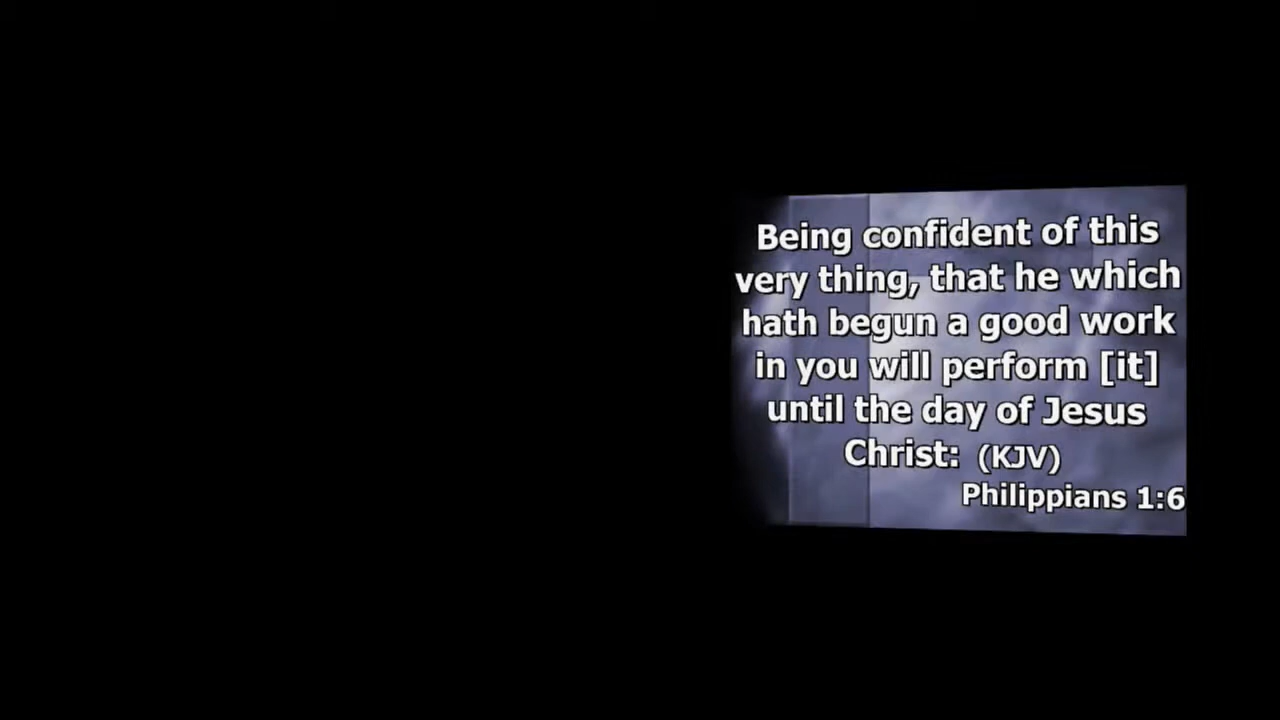 Being confident of this
very thing, that he which
hath begun a good work
in you will perform [it]
until the day of Jesus
Christ: (KJV)
Philippians 1:6